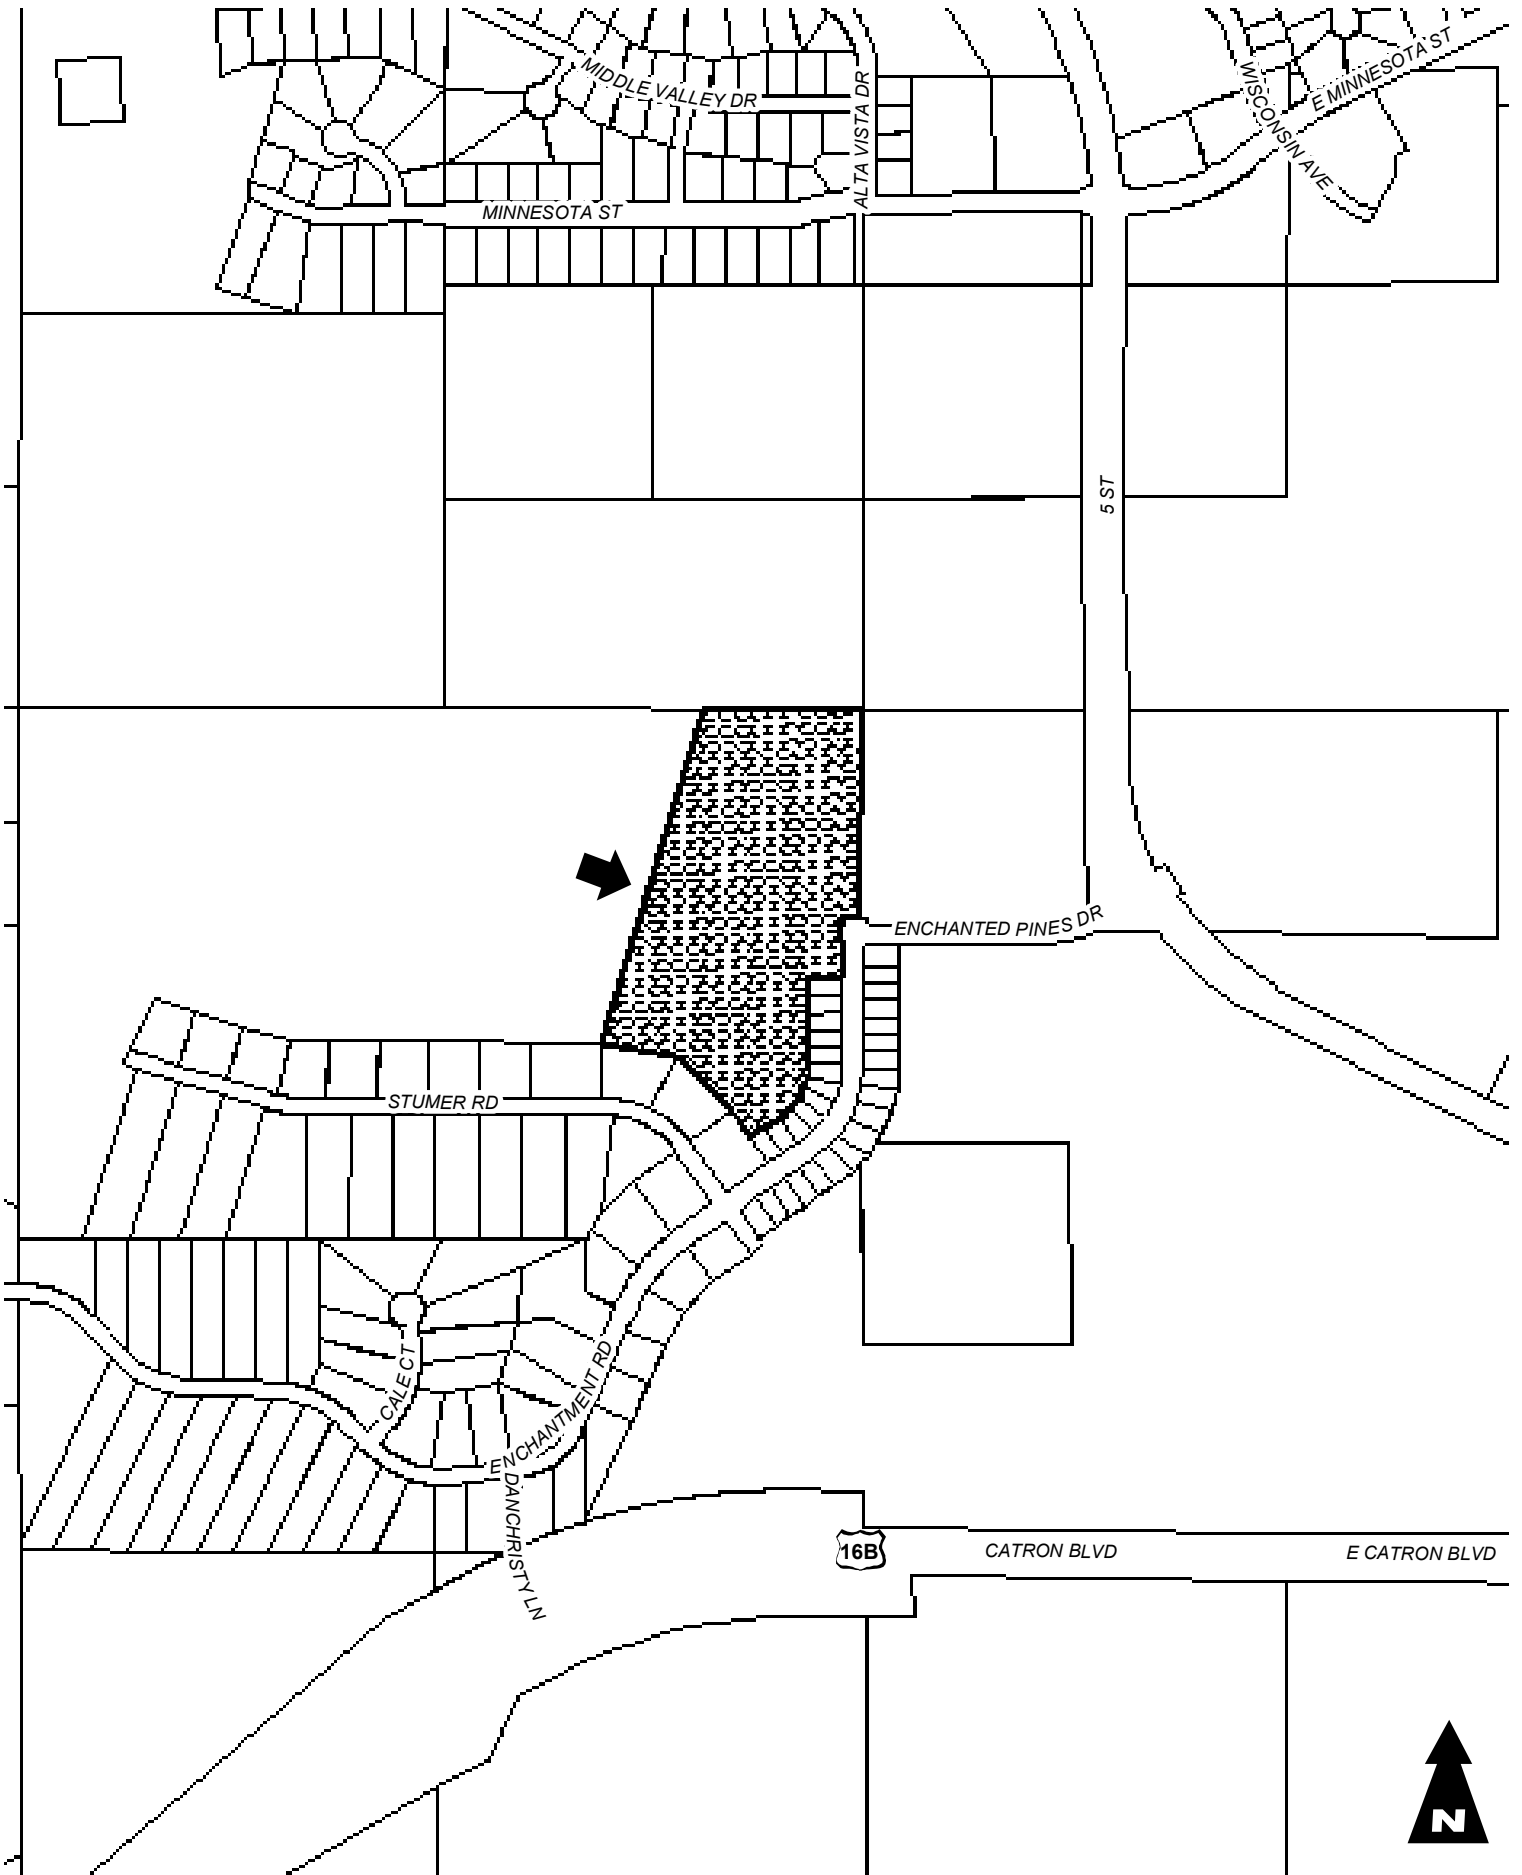 MIDDLE VALLEY DR
ALTA VISTA DR
WISCONSIN AVE
E MINNESOTA ST
MINNESOTA ST
5 ST
ENCHANTED PINES DR
STUMER RD
CALE CT
ENCHANTMENT RD
DANCHRISTY LN
16B
CATRON BLVD
E CATRON BLVD
N